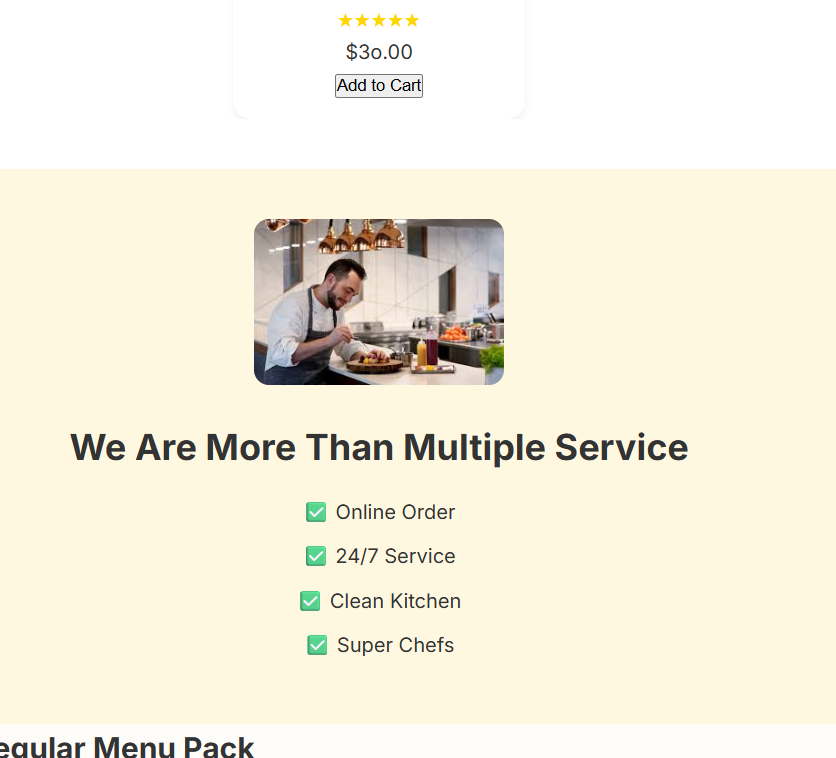 ★★★★★
$3o.00
Add to Cart
We Are More Than Multiple Service
✅ Online Order
✅ 24/7 Service
✅ Clean Kitchen
✅ Super Chefs
egular Menu Pack